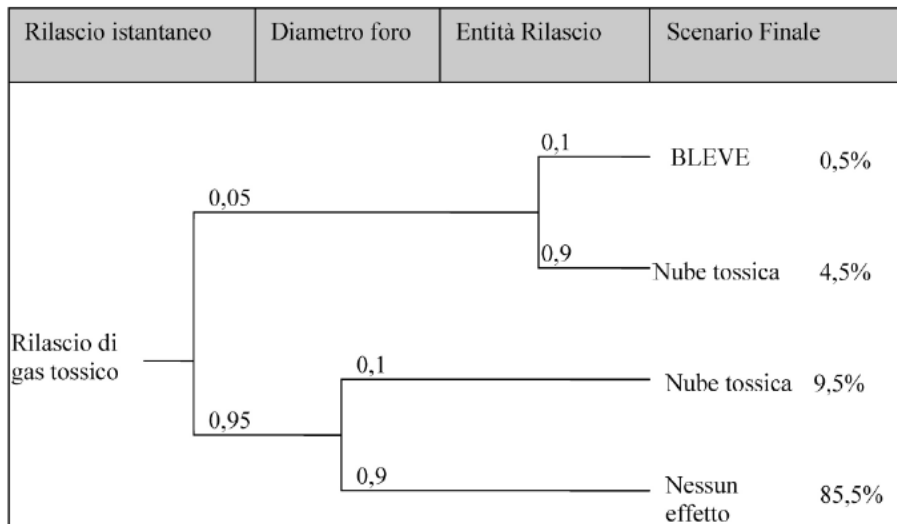 Rilascio istantaneo
Diametro foro
Entità Rilascio
Scenario Finale
0,1
BLEVE
0,5%
0,05
0,9
Nube tossica
4,5%
Rilascio di
gas tossico
0,1
Nube tossica
9,5%
0,95
0,9
Nessun
effetto
85,5%